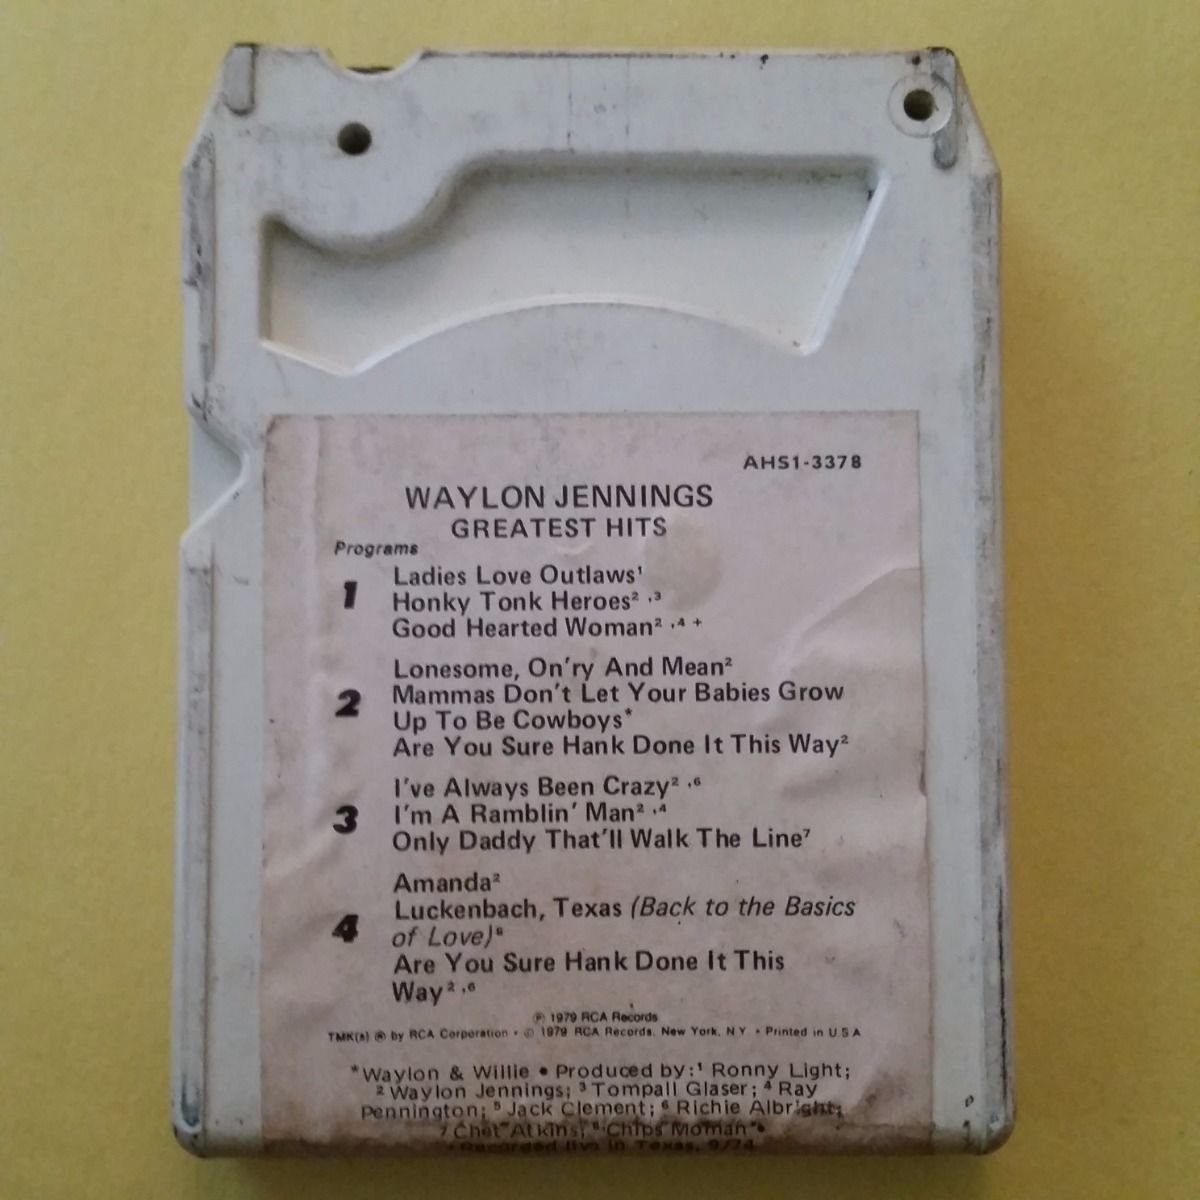 AHS1-3378
WAYLON JENNINGS
GREATEST HITS
Programs
1 Ladies Love Outlaws¹
Honky Tonk Heroes² ,³
Good Hearted Woman² ,⁴ +
2 Lonesome, On'ry And Mean²
Mammas Don't Let Your Babies Grow
Up To Be Cowboys*
Are You Sure Hank Done It This Way²
3 I've Always Been Crazy² ,⁶
I'm A Ramblin' Man² ,⁴
Only Daddy That'll Walk The Line⁷
4 Amanda²
Luckenbach, Texas (Back to the Basics
of Love)⁸
Are You Sure Hank Done It This
Way² ,⁶
℗ 1979 RCA Records
TMK(s) ® by RCA Corporation • © 1979 RCA Records, New York, N Y • Printed in U S A
*Waylon & Willie • Produced by:¹ Ronny Light;
² Waylon Jennings; ³ Tompall Glaser; ⁴ Ray
Pennington; ⁵ Jack Clement; ⁶ Richie Albright;
⁷ Chet Atkins; ⁸ Chips Moman
Recorded live in Texas, 9/74